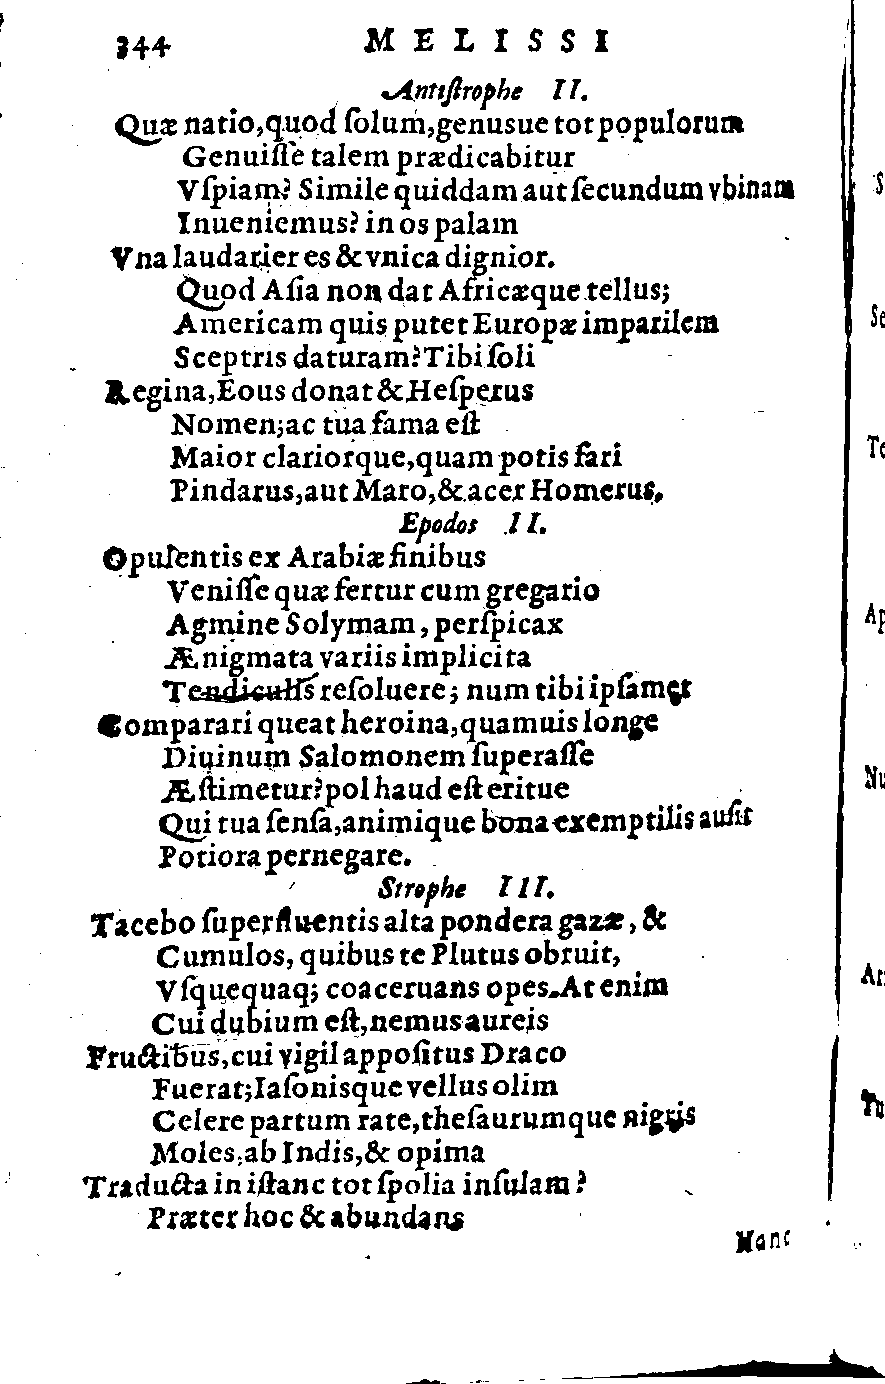 344 MELISSI
Antiſtrophe II.
Quæ natio, quod ſolum, genusue tot populorum
Genuiſſe talem prædicabitur
Vſpiam? Simile quiddam aut ſecundum vbinam
Inueniemus? in os palam
Vna laudarier es & vnica dignior.
Quod Aſia non dat Africæque tellus;
Americam quis putet Europæ imparilem
Sceptris daturam? Tibi ſoli
Regina, Eous donat & Heſperus
Nomen; ac tua fama eſt
Maior clariorque, quam potis fari
Pindarus, aut Maro, & acer Homerus.
Epodos II.
Opulentis ex Arabiæ finibus
Veniſſe quæ fertur cum gregario
Agmine Solymam, perſpicax
Ænigmata variis implicita
Tendiculis reſoluere; num tibi ipſamet
Comparari queat heroina, quamuis longe
Diuinum Salomonem ſuperaſſe
Æſtimetur? pol haud eſt eritue
Qui tua ſenſa, animique bona exemptilis auſit
Potiora pernegare.
Strophe III.
Tacebo ſuperfluentis alta pondera gazæ, &
Cumulos, quibus te Plutus obruit,
Vſquequaq; coaceruans opes. At enim
Cui dubium eſt, nemus aureis
Fructibus, cui vigil appoſitus Draco
Fuerat; Iaſonisque vellus olim
Celere partum rate, theſaurumque nigris
Moles, ab Indis, & opima
Traducta in iſtanc tot ſpolia inſulam?
Præter hoc & abundans
Hanc
S
Se
Te
Ap
Nu
Ar
Tu